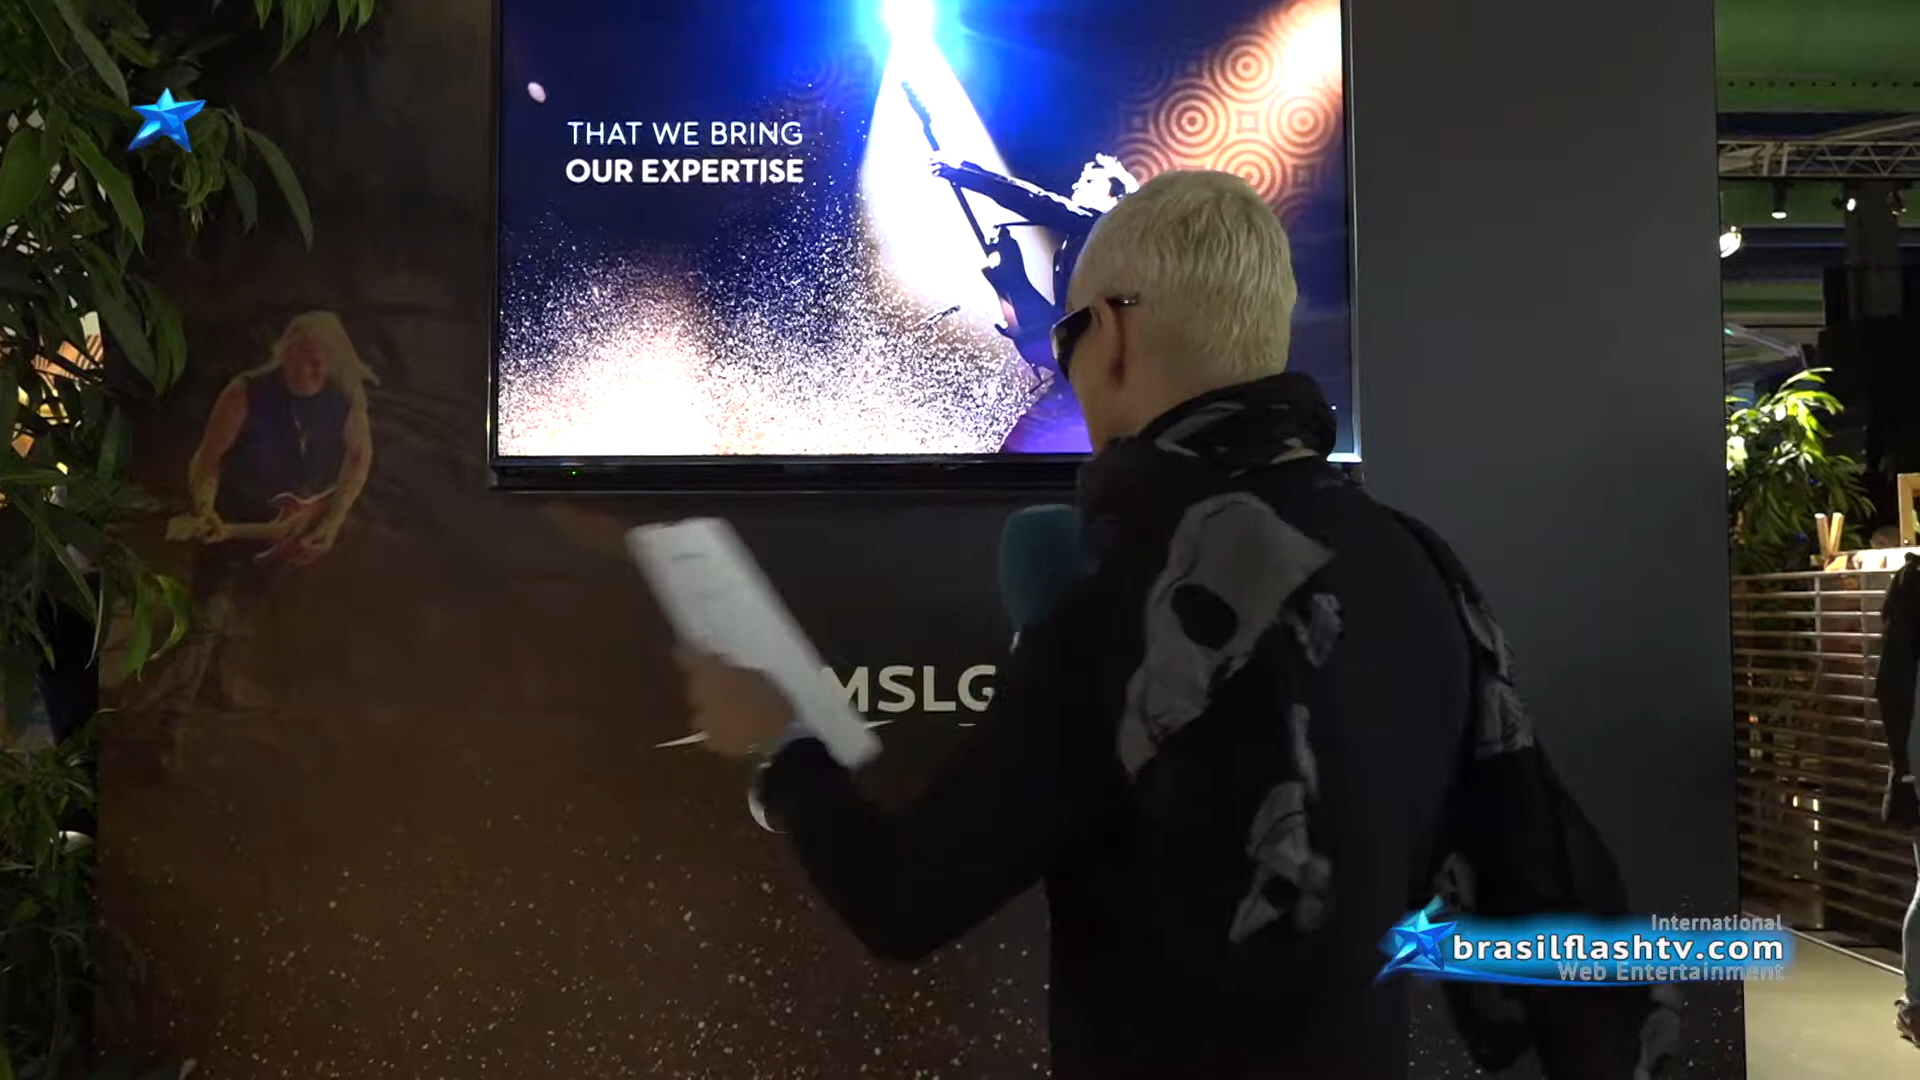 THAT WE BRING
OUR EXPERTISE
MSLG
International
brasilflashtv.com
Web Entertainment